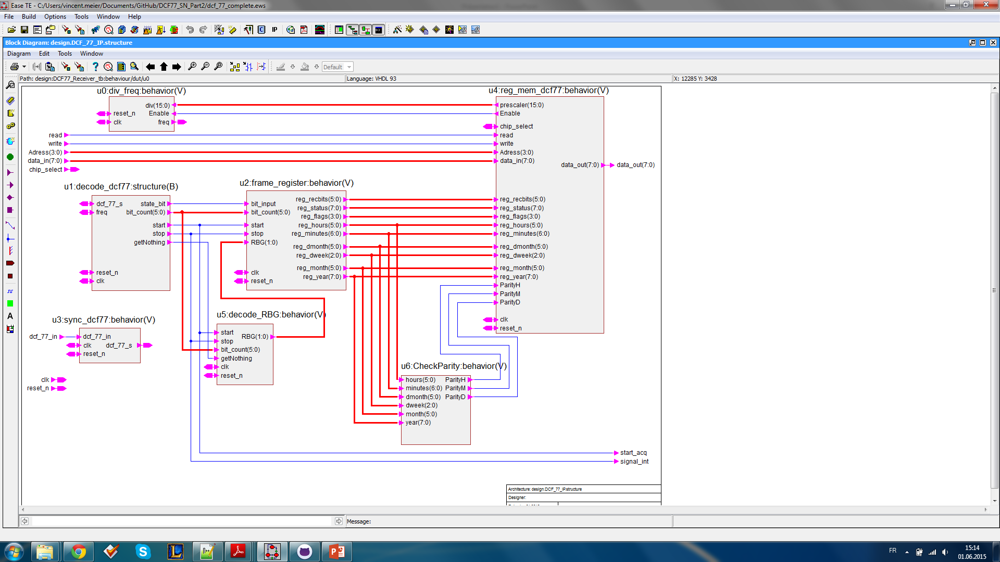 Ease TE - C:/Users/vincent.meier/Documents/GitHub/DCF77_SN_Part2/dcf_77_complete.ews
File Build Options Tools Window Help
IP
Block Diagram: design.DCF_77_IP.structure
Diagram Edit Tools Window
Default
Path: design:DCF77_Receiver_tb:behaviour/dut/u0 Language: VHDL 93 X: 12285 Y: 3428
u0:div_freq:behavior(V)
div(15:0)
reset_n Enable
clk freq
read
write
Adress(3:0)
data_in(7:0)
chip_select
u4:reg_mem_dcf77:behavior(V)
prescaler(15:0)
Enable
chip_select
read
write
Adress(3:0)
data_in(7:0)
data_out(7:0) data_out(7:0)
reg_recbits(5:0)
reg_status(7:0)
reg_flags(3:0)
reg_hours(5:0)
reg_minutes(6:0)
reg_dmonth(5:0)
reg_dweek(2:0)
reg_month(5:0)
reg_year(7:0)
ParityH
ParityM
ParityD
clk
reset_n
u1:decode_dcf77:structure(B)
dcf_77_s state_bit
freq bit_count(5:0)
start
stop
getNothing
reset_n
clk
u2:frame_register:behavior(V)
reg_recbits(5:0)
bit_input
reg_status(7:0)
bit_count(5:0)
reg_flags(3:0)
start reg_hours(5:0)
stop reg_minutes(6:0)
RBG(1:0)
reg_dmonth(5:0)
reg_dweek(2:0)
reg_month(5:0)
clk
reg_year(7:0)
reset_n
u3:sync_dcf77:behavior(V)
dcf_77_in dcf_77_in
clk dcf_77_s
reset_n
clk
reset_n
u5:decode_RBG:behavior(V)
start
RBG(1:0)
stop
bit_count(5:0)
getNothing
clk
reset_n
u6:CheckParity:behavior(V)
hours(5:0) ParityH
minutes(6:0) ParityM
dmonth(5:0) ParityD
dweek(2:0)
month(5:0)
year(7:0)
start_acq
signal_int
Architecture: design.DCF_77_IP.structure
Designer:
A
Message:
FR
15:14
01.06.2015